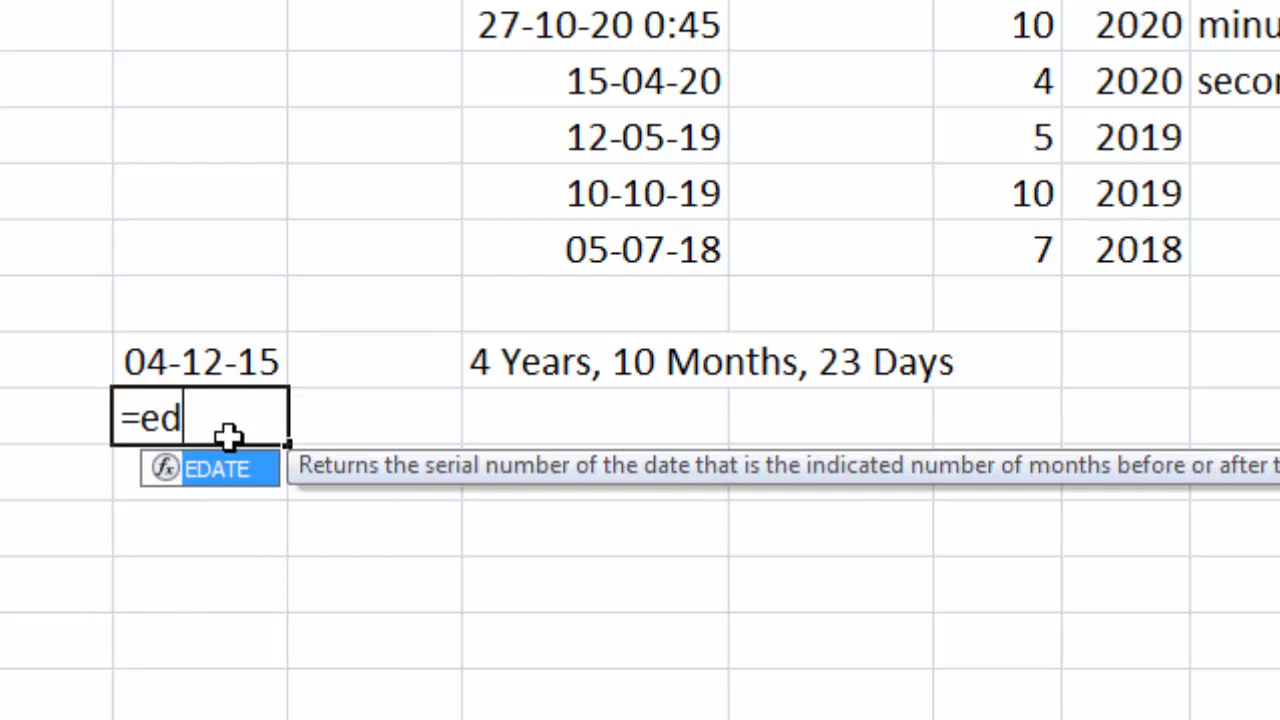 27-10-20 0:45 10 2020 minu
15-04-20 4 2020 secon
12-05-19 5 2019
10-10-19 10 2019
05-07-18 7 2018
04-12-15 4 Years, 10 Months, 23 Days
=ed
fx EDATE Returns the serial number of the date that is the indicated number of months before or after t